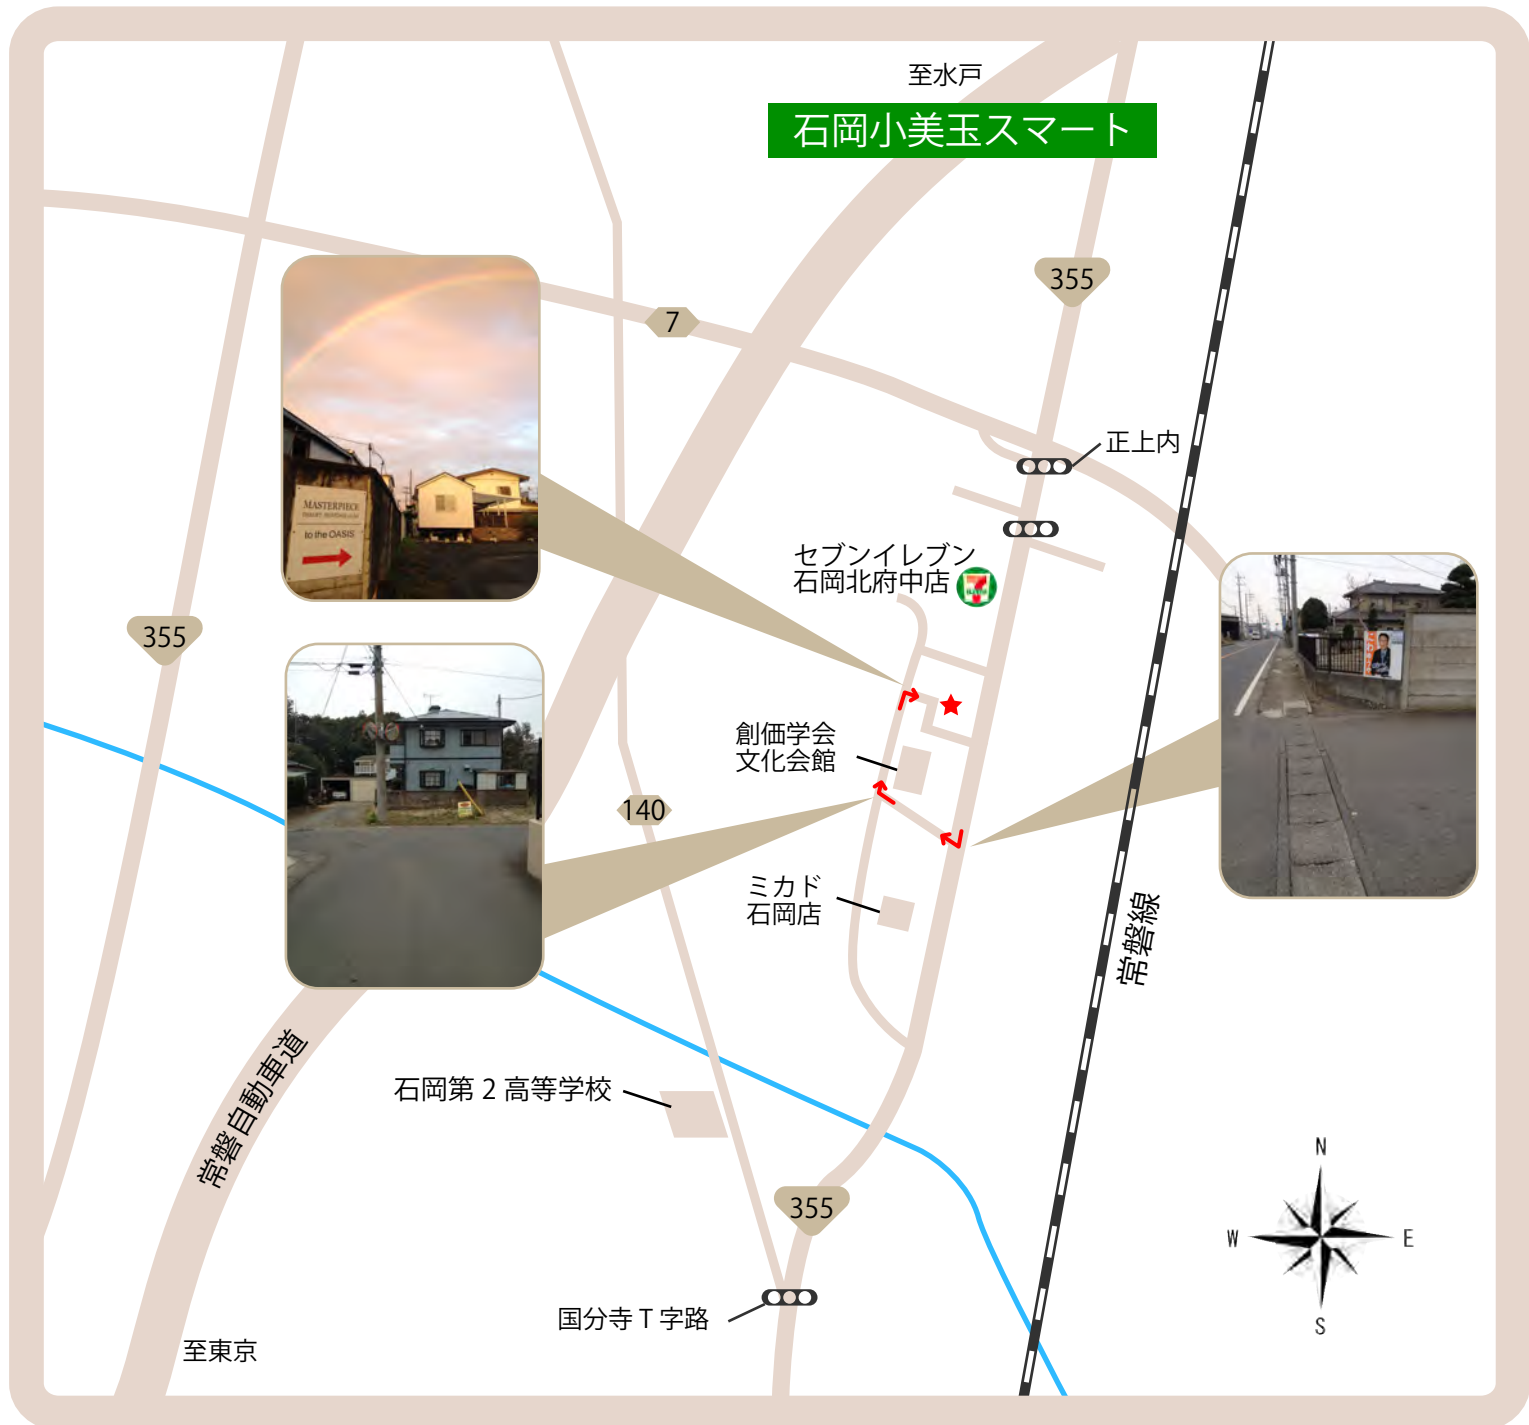 至水戸
石岡小美玉スマート
355
7
正上内
MASTERPIECE
to the OASIS
セブンイレブン
石岡北府中店
7
355
創価学会
文化会館
140
ミカド
石岡店
常磐線
常磐自動車道
石岡第2高等学校
355
国分寺T字路
至東京
N
W
E
S